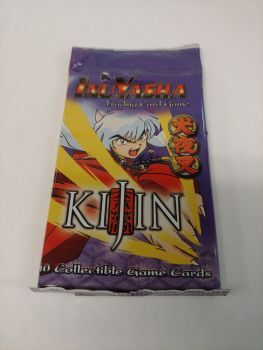 INUYASHA
Trading Card Game
犬夜叉
KIJIN
10 Collectible Game Cards